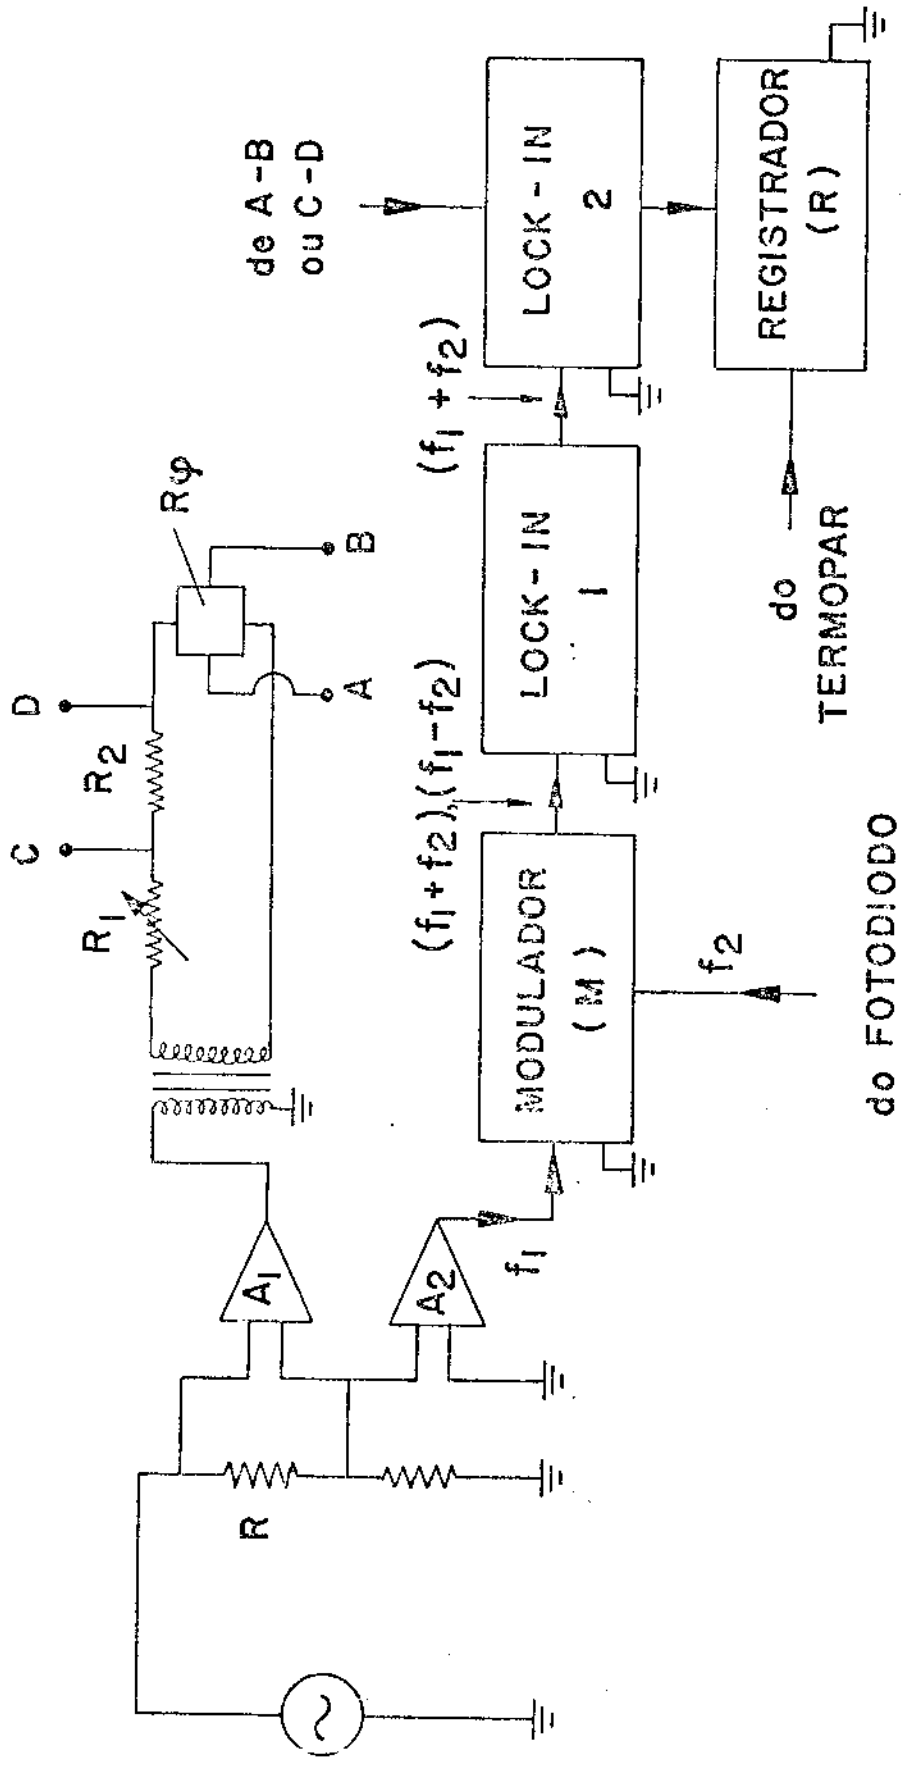 C
D
R1
R2
Rφ
A
B
de A-B
ou C-D
R
A1
A2
f1
MODULADOR
(M)
f2
do FOTODIODO
(f1+f2),(f1-f2)
LOCK-IN
1
(f1+f2)
LOCK-IN
2
do
TERMOPAR
REGISTRADOR
(R)